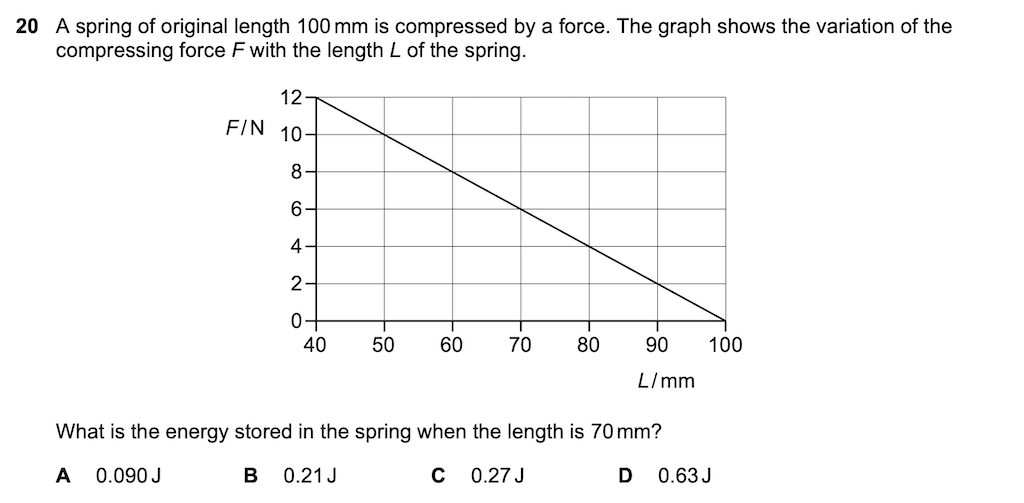 20 A spring of original length 100 mm is compressed by a force. The graph shows the variation of the
compressing force F with the length L of the spring.
12
F/N 10
8
6
4
2
0
40 50 60 70 80 90 100
L/mm
What is the energy stored in the spring when the length is 70 mm?
A 0.090 J B 0.21 J C 0.27 J D 0.63 J